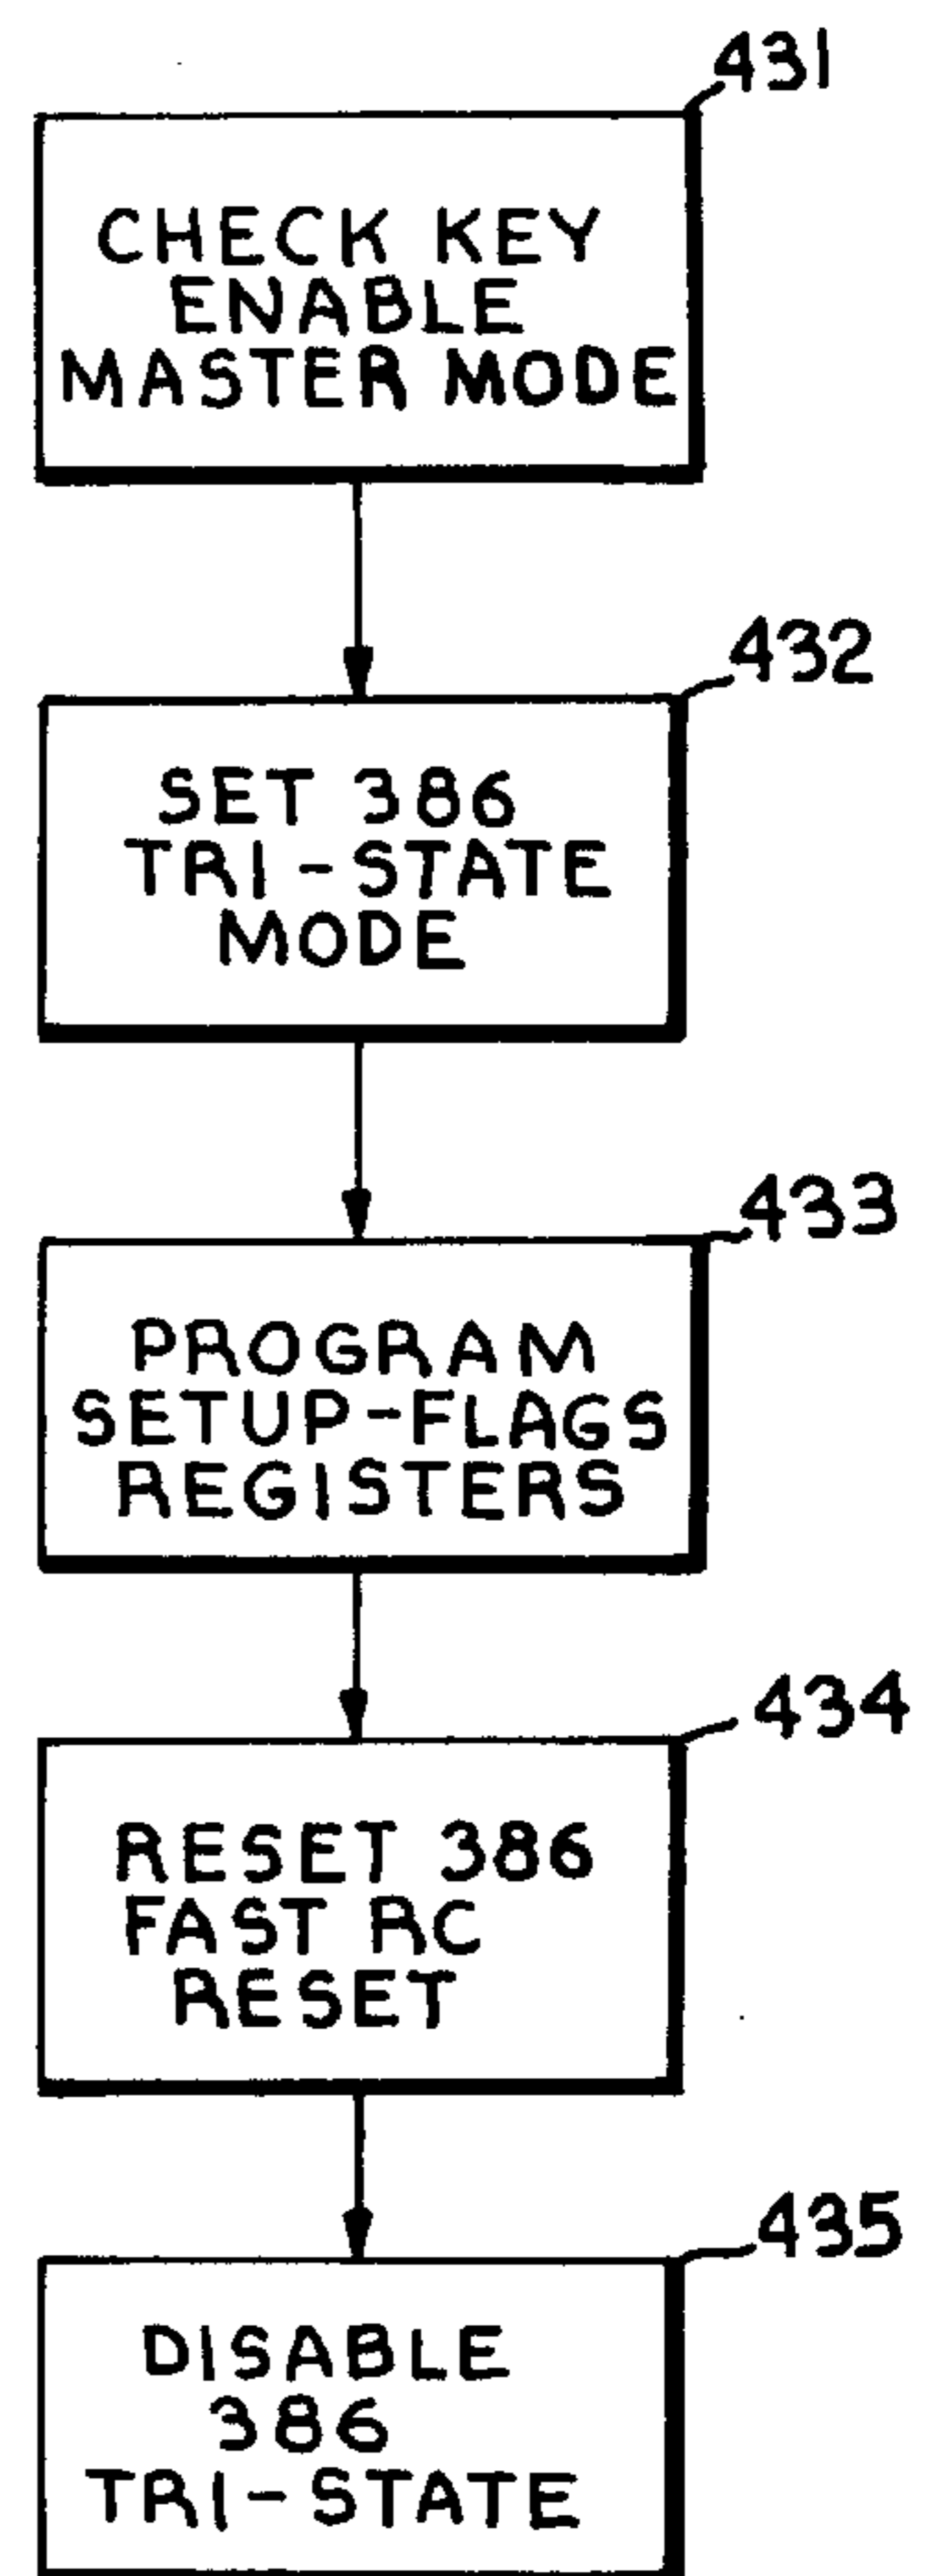 431
CHECK KEY
ENABLE
MASTER MODE
432
SET 386
TRI-STATE
MODE
433
PROGRAM
SETUP-FLAGS
REGISTERS
434
RESET 386
FAST RC
RESET
435
DISABLE
386
TRI-STATE